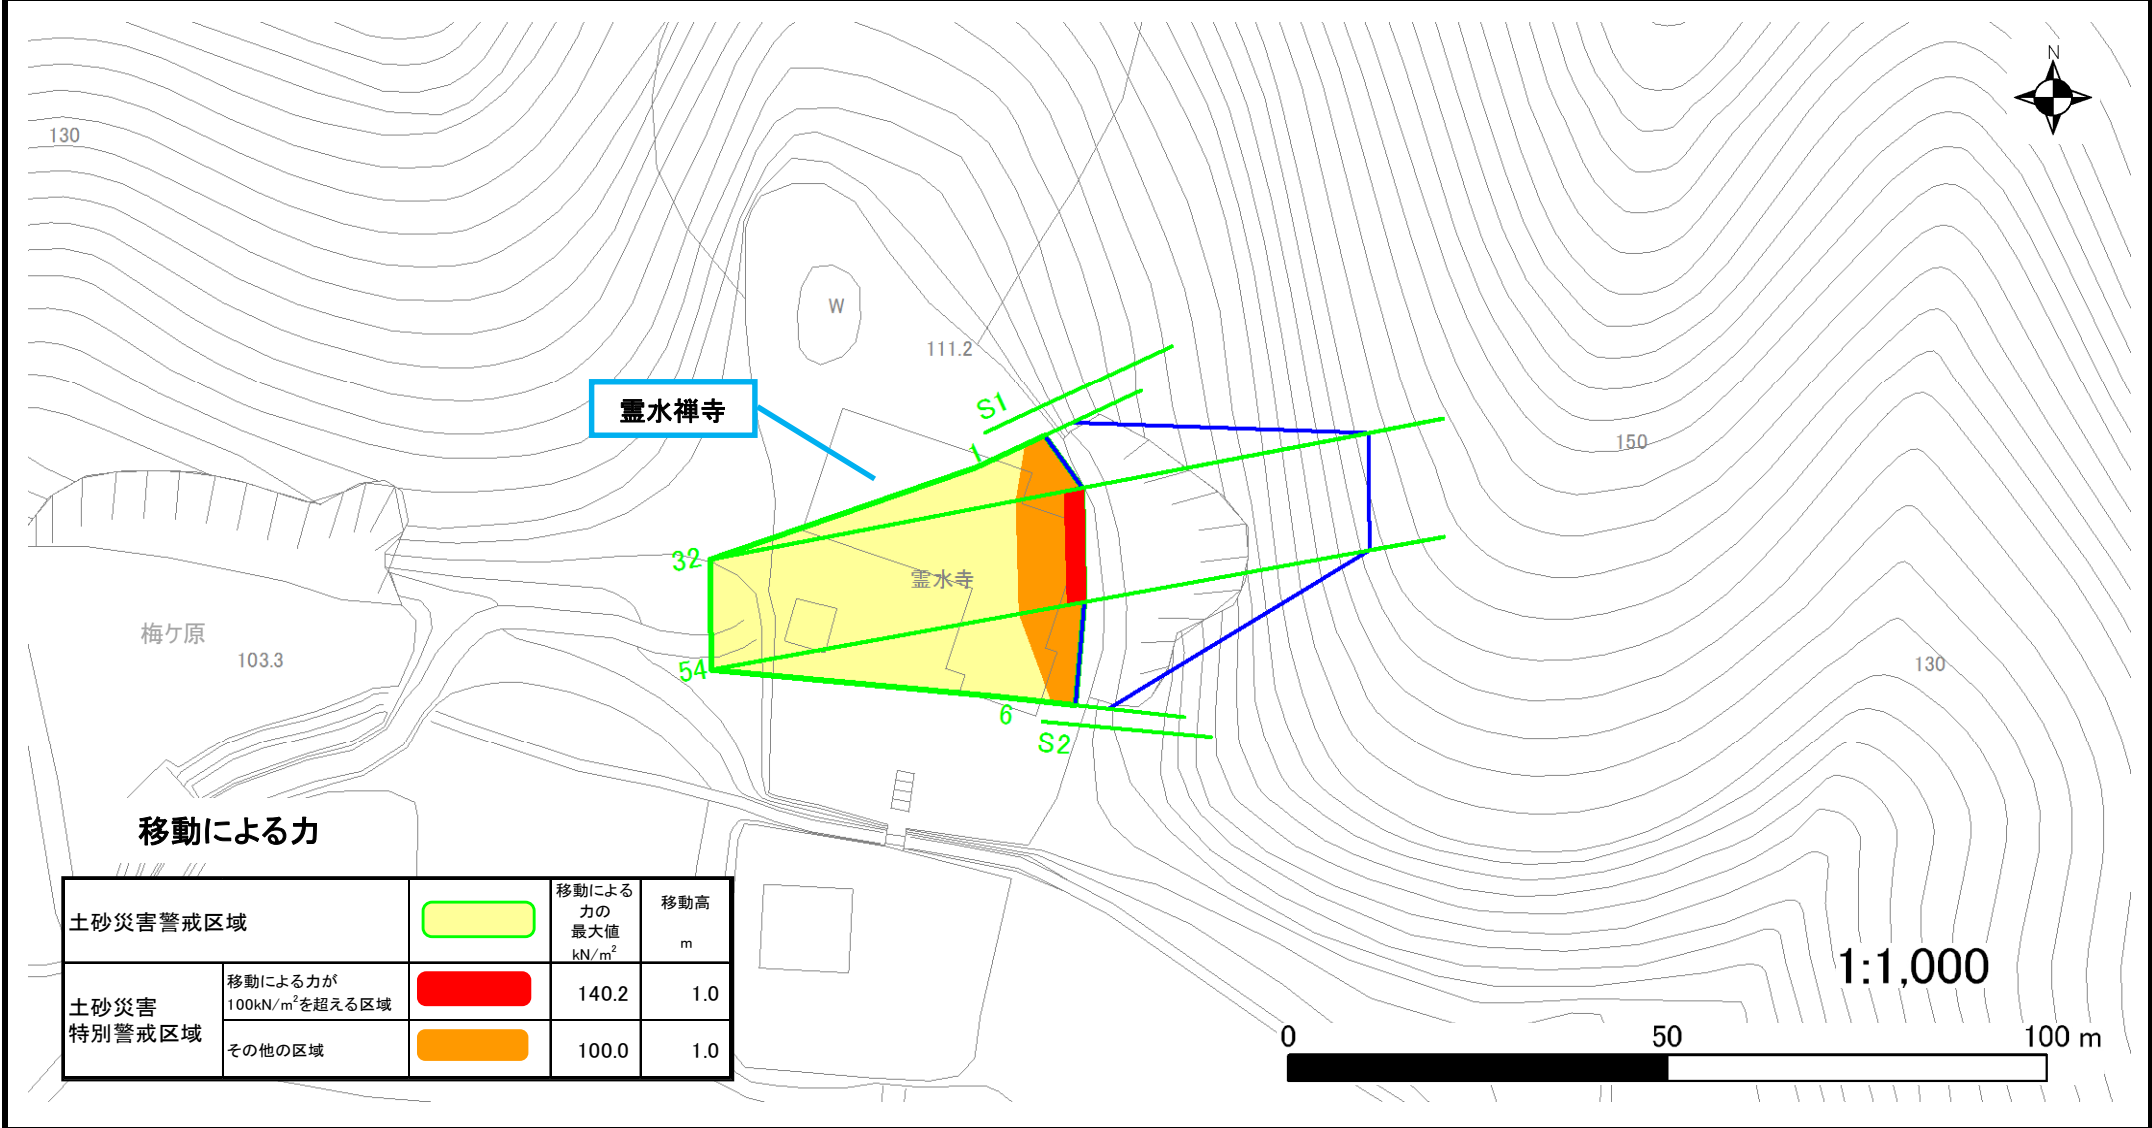 N
130
W
111.2
霊水禅寺
S1
1
150
32
霊水寺
梅ケ原
103.3
54
130
6
S2
移動による力
土砂災害警戒区域
移動による
力の
最大値
kN/m²
移動高
m
土砂災害
特別警戒区域
移動による力が
100kN/m²を超える区域
140.2
1.0
その他の区域
100.0
1.0
1:1,000
0 50 100 m